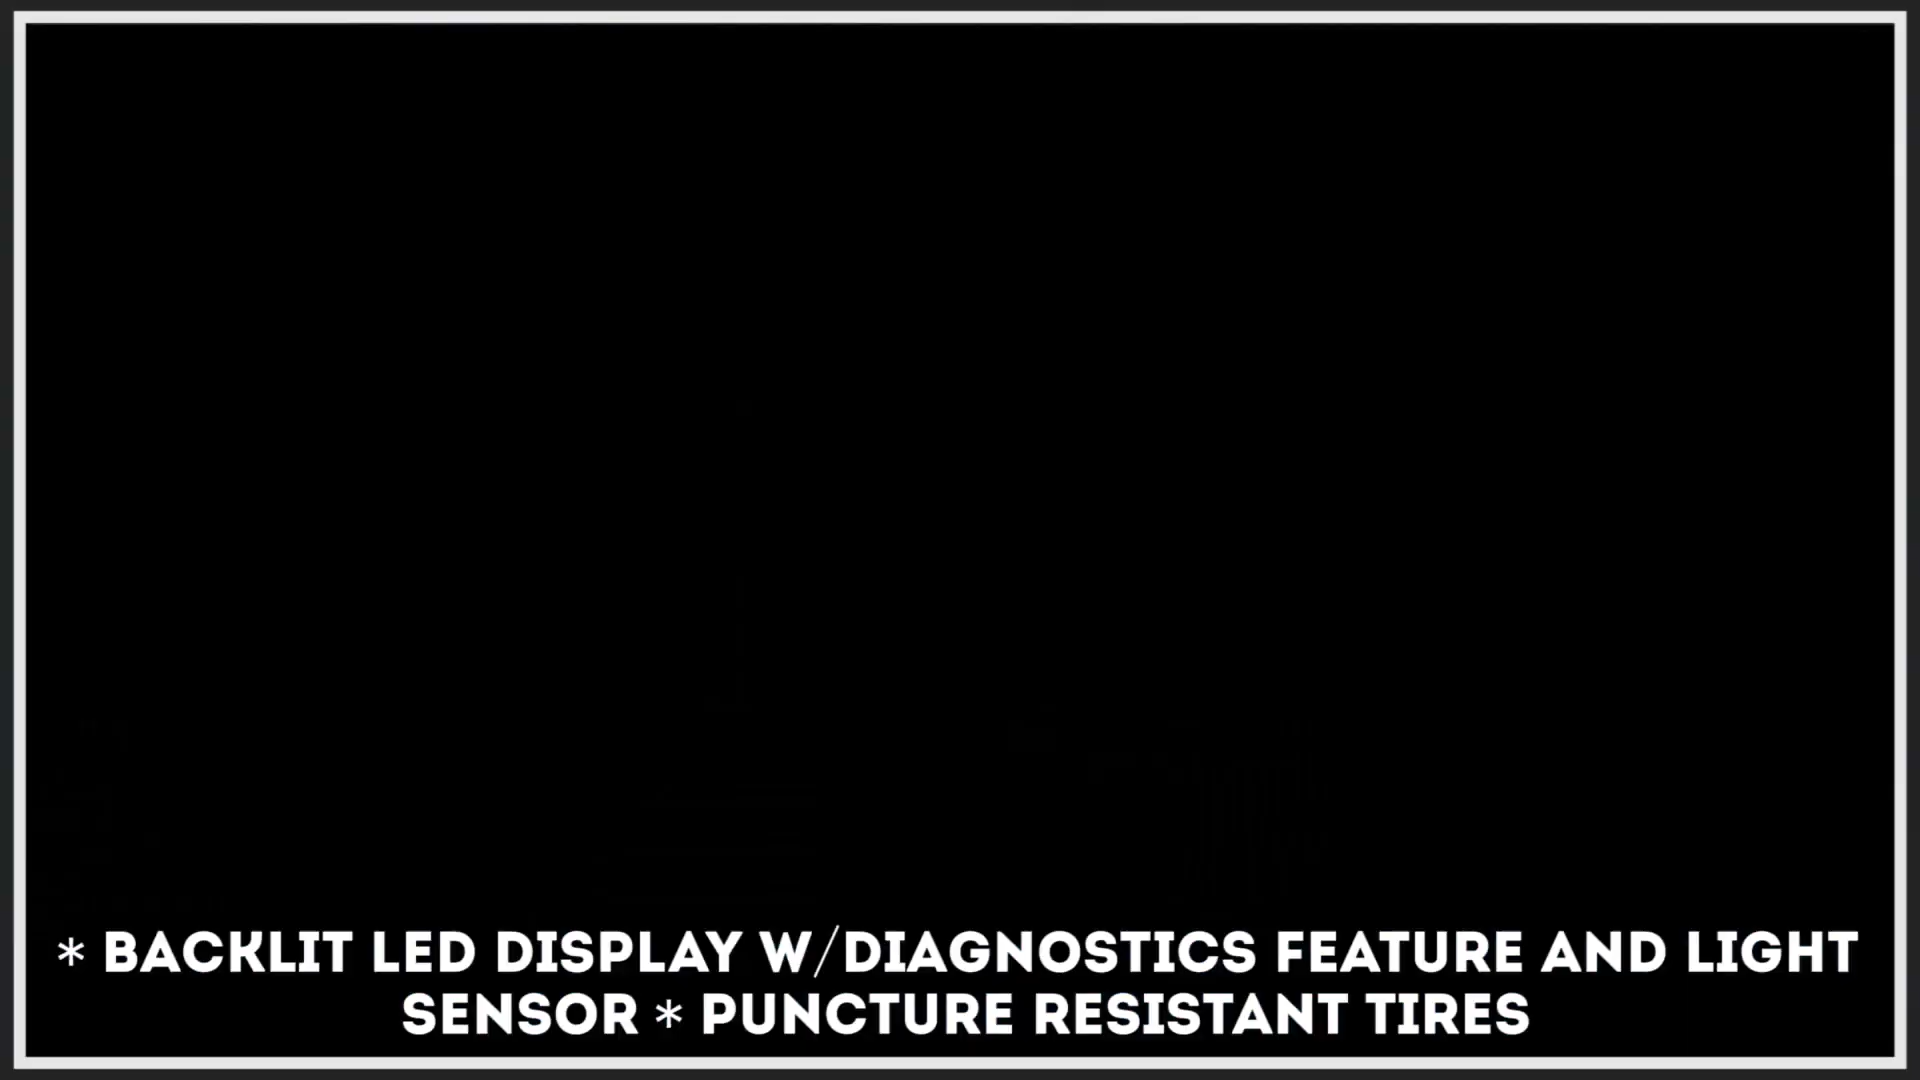 * BACKLIT LED DISPLAY W/DIAGNOSTICS FEATURE AND LIGHT
SENSOR * PUNCTURE RESISTANT TIRES